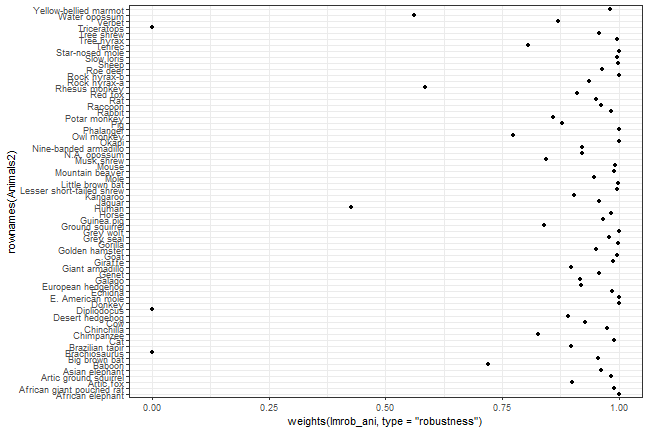 Yellow-bellied marmot
Water opossum
Verbet
Triceratops
Tree shrew
Tree hyrax
Tenrec
Star-nosed mole
Slow loris
Sheep
Roe deer
Rock hyrax-b
Rock hyrax-a
Rhesus monkey
Red fox
Rat
Raccoon
Rabbit
Potar monkey
Pig
Phalanger
Owl monkey
Okapi
Nine-banded armadillo
N.A. opossum
Musk shrew
Mouse
Mountain beaver
Mole
Little brown bat
Lesser short-tailed shrew
Kangaroo
Jaguar
Human
Horse
Guinea pig
Ground squirrel
Grey wolf
Grey seal
Gorilla
Golden hamster
Goat
Giraffe
Giant armadillo
Genet
Galago
European hedgehog
Echidna
E. American mole
Donkey
Dipliodocus
Desert hedgehog
Cow
Chinchilla
Chimpanzee
Cat
Brazilian tapir
Brachiosaurus
Big brown bat
Baboon
Asian elephant
Artic ground squirrel
Artic fox
African giant pouched rat
African elephant
rownames(Animals2)
0.00 0.25 0.50 0.75 1.00
weights(lmrob_ani, type = "robustness")